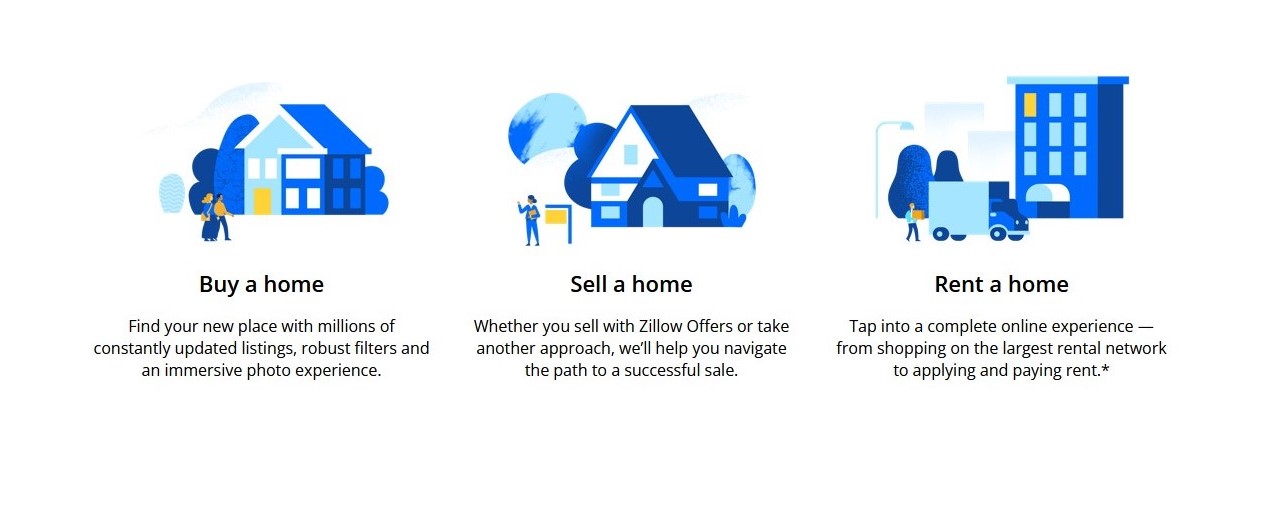 Buy a home
Find your new place with millions of
constantly updated listings, robust filters and
an immersive photo experience.
Sell a home
Whether you sell with Zillow Offers or take
another approach, we’ll help you navigate
the path to a successful sale.
Rent a home
Tap into a complete online experience —
from shopping on the largest rental network
to applying and paying rent.*